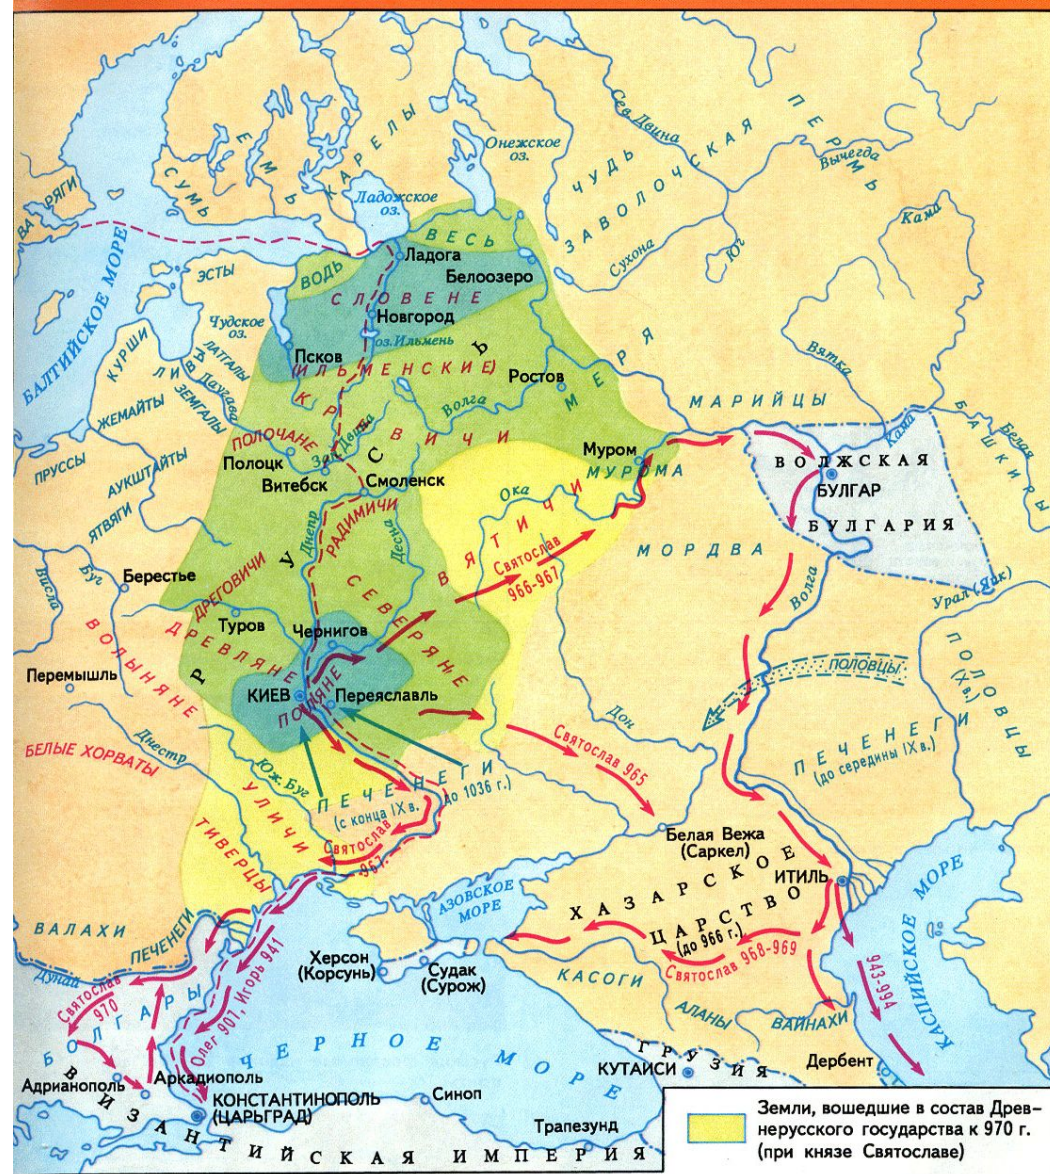 Сев. Двина
ПЕРМЬ
Вычегда
Онежское
оз.
ЧУДЬ
ЗАВОЛОЧСКАЯ
КАРЕЛЫ
ЕМЬ
СУМЬ
ВАРЯГИ
Ладожское
оз.
Кама
Сухона
Юг
ВЕСЬ
Ладога
Белоозеро
ВОДЬ
ЭСТЫ
СЛОВЕНЕ
Новгород
оз. Ильмень
(ИЛЬМЕНСКИЕ)
Чудское
оз.
Псков
БАЛТИЙСКОЕ МОРЕ
КУРШИ
ЛИВЫ
ЛАТГАЛЫ
Даугава
ЗЕМГАЛЫ
ЖЕМАЙТЫ
ПРУССЫ
АУКШТАЙТЫ
ЯТВЯГИ
Ростов
МЕРЯ
Волга
Вятка
МАРИЙЦЫ
Кама
Белая
БАШКИРЫ
КРИВИЧИ
ПОЛОЧАНЕ
Полоцк
Зап. Двина
Витебск
Смоленск
РУСЬ
Муром
МУРОМА
ВОЛЖСКАЯ
БУЛГАР
БУЛГАРИЯ
Ока
ВЯТИЧИ
Святослав
966-967
МОРДВА
Волга
Урал (Яик)
Днепр
РАДИМИЧИ
Десна
Висла
Буг
Берестье
ДРЕГОВИЧИ
Туров
СЕВЕРЯНЕ
Чернигов
ДРЕВЛЯНЕ
КИЕВ
ПОЛЯНЕ
Переяславль
ВОЛЫНЯНЕ
Перемышль
БЕЛЫЕ ХОРВАТЫ
Днестр
Юж. Буг
УЛИЧИ
ТИВЕРЦЫ
ПЕЧЕНЕГИ
(с конца IX в.
до 1036 г.)
Святослав
967
Дон
Святослав 965
ПОЛОВЦЫ
ПОЛОВЦЫ
(X в.)
ПЕЧЕНЕГИ
(до середины IX в.)
Белая Вежа
(Саркел)
ИТИЛЬ
ХАЗАРСКОЕ
ЦАРСТВО
(до 966 г.)
Святослав 968-969
943-994
КАСПИЙСКОЕ МОРЕ
АЗОВСКОЕ
МОРЕ
Херсон
(Корсунь)
Судак
(Сурож)
КАСОГИ
АЛАНЫ
ВАЙНАХИ
Дербент
ГРУЗИЯ
КУТАИСИ
ВАЛАХИ
ПЕЧЕНЕГИ
Дунай
Святослав
970
БОЛГАРЫ
Олег 907, Игорь 941
ЧЕРНОЕ МОРЕ
Адрианополь
Аркадиополь
КОНСТАНТИНОПОЛЬ
(ЦАРЬГРАД)
Синоп
Трапезунд
ВИЗАНТИЙСКАЯ ИМПЕРИЯ
Земли, вошедшие в состав Древ-
нерусского государства к 970 г.
(при князе Святославе)